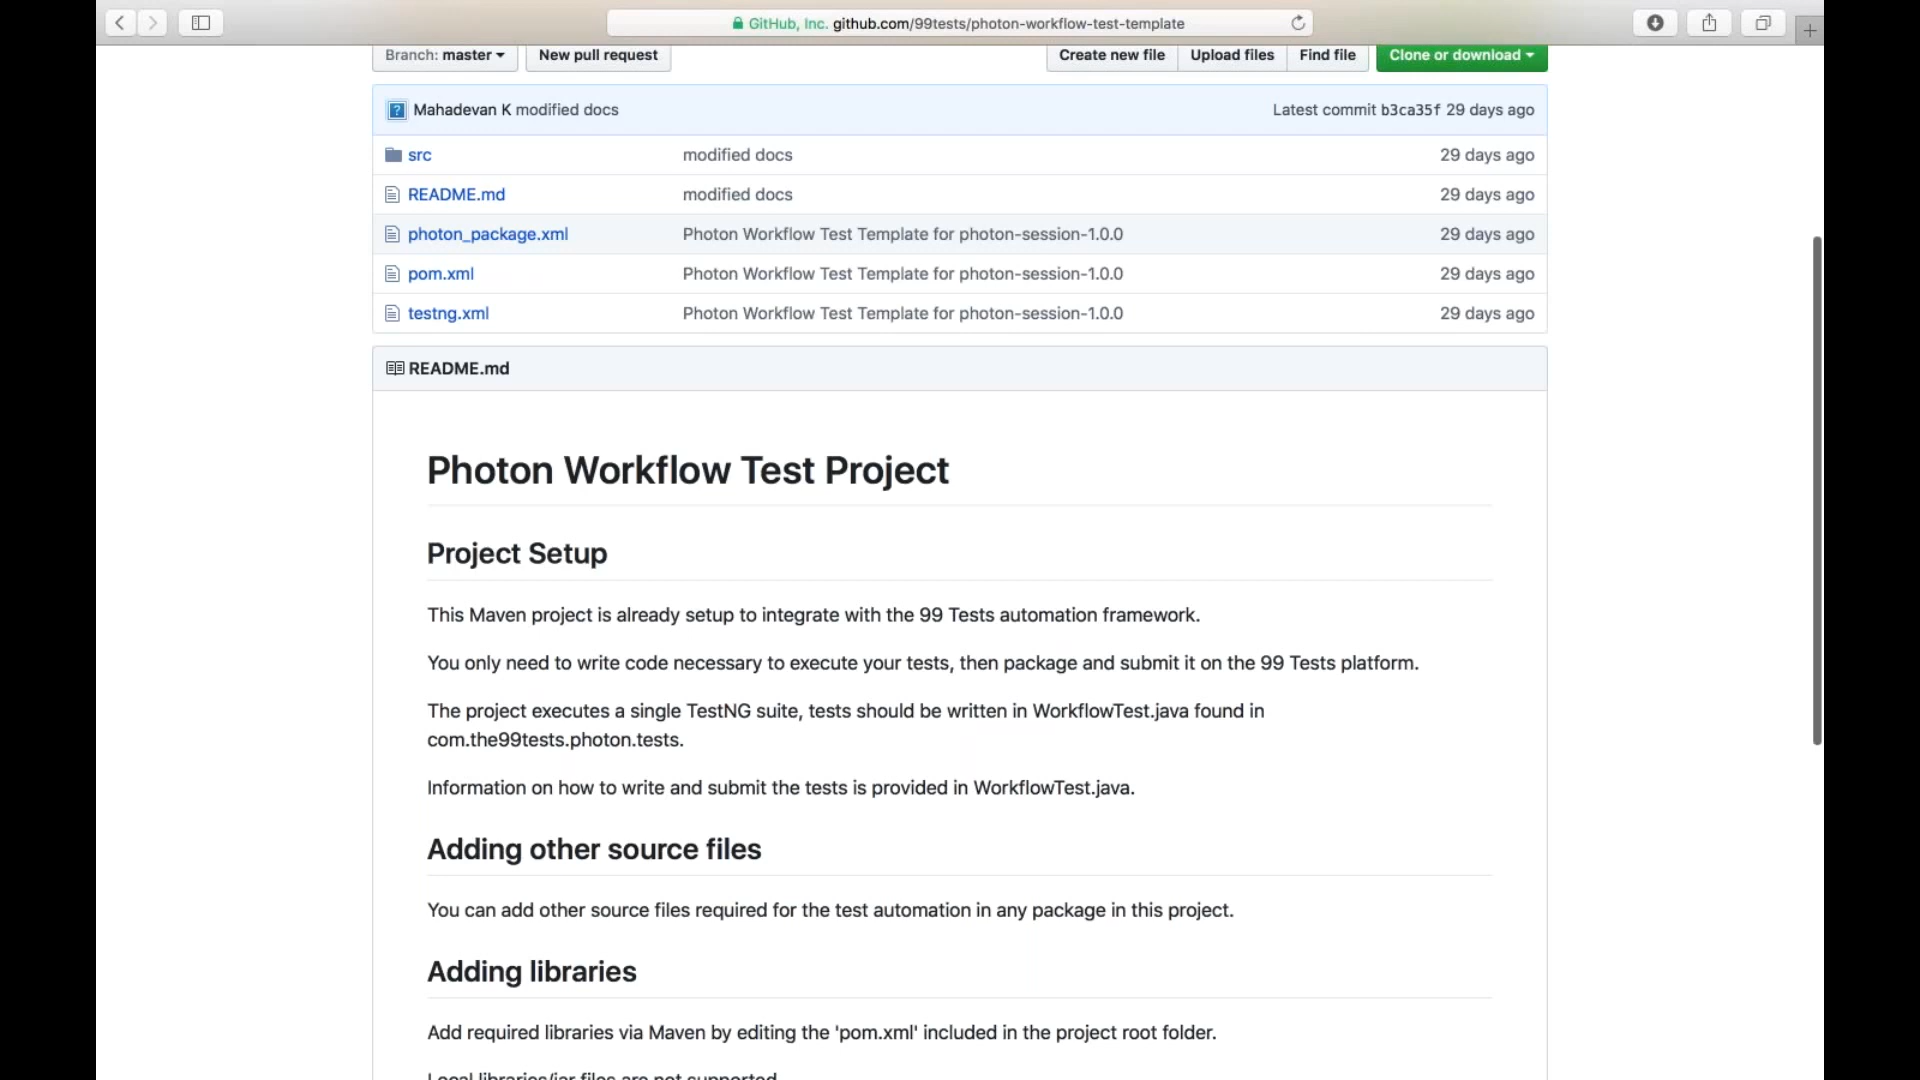 GitHub, Inc. github.com/99tests/photon-workflow-test-template
Branch: master New pull request Create new file Upload files Find file Clone or download
Mahadevan K modified docs Latest commit b3ca35f 29 days ago
src modified docs 29 days ago
README.md modified docs 29 days ago
photon_package.xml Photon Workflow Test Template for photon-session-1.0.0 29 days ago
pom.xml Photon Workflow Test Template for photon-session-1.0.0 29 days ago
testng.xml Photon Workflow Test Template for photon-session-1.0.0 29 days ago
README.md
Photon Workflow Test Project
Project Setup
This Maven project is already setup to integrate with the 99 Tests automation framework.
You only need to write code necessary to execute your tests, then package and submit it on the 99 Tests platform.
The project executes a single TestNG suite, tests should be written in WorkflowTest.java found in
com.the99tests.photon.tests.
Information on how to write and submit the tests is provided in WorkflowTest.java.
Adding other source files
You can add other source files required for the test automation in any package in this project.
Adding libraries
Add required libraries via Maven by editing the 'pom.xml' included in the project root folder.
Local libraries/jar files are not supported